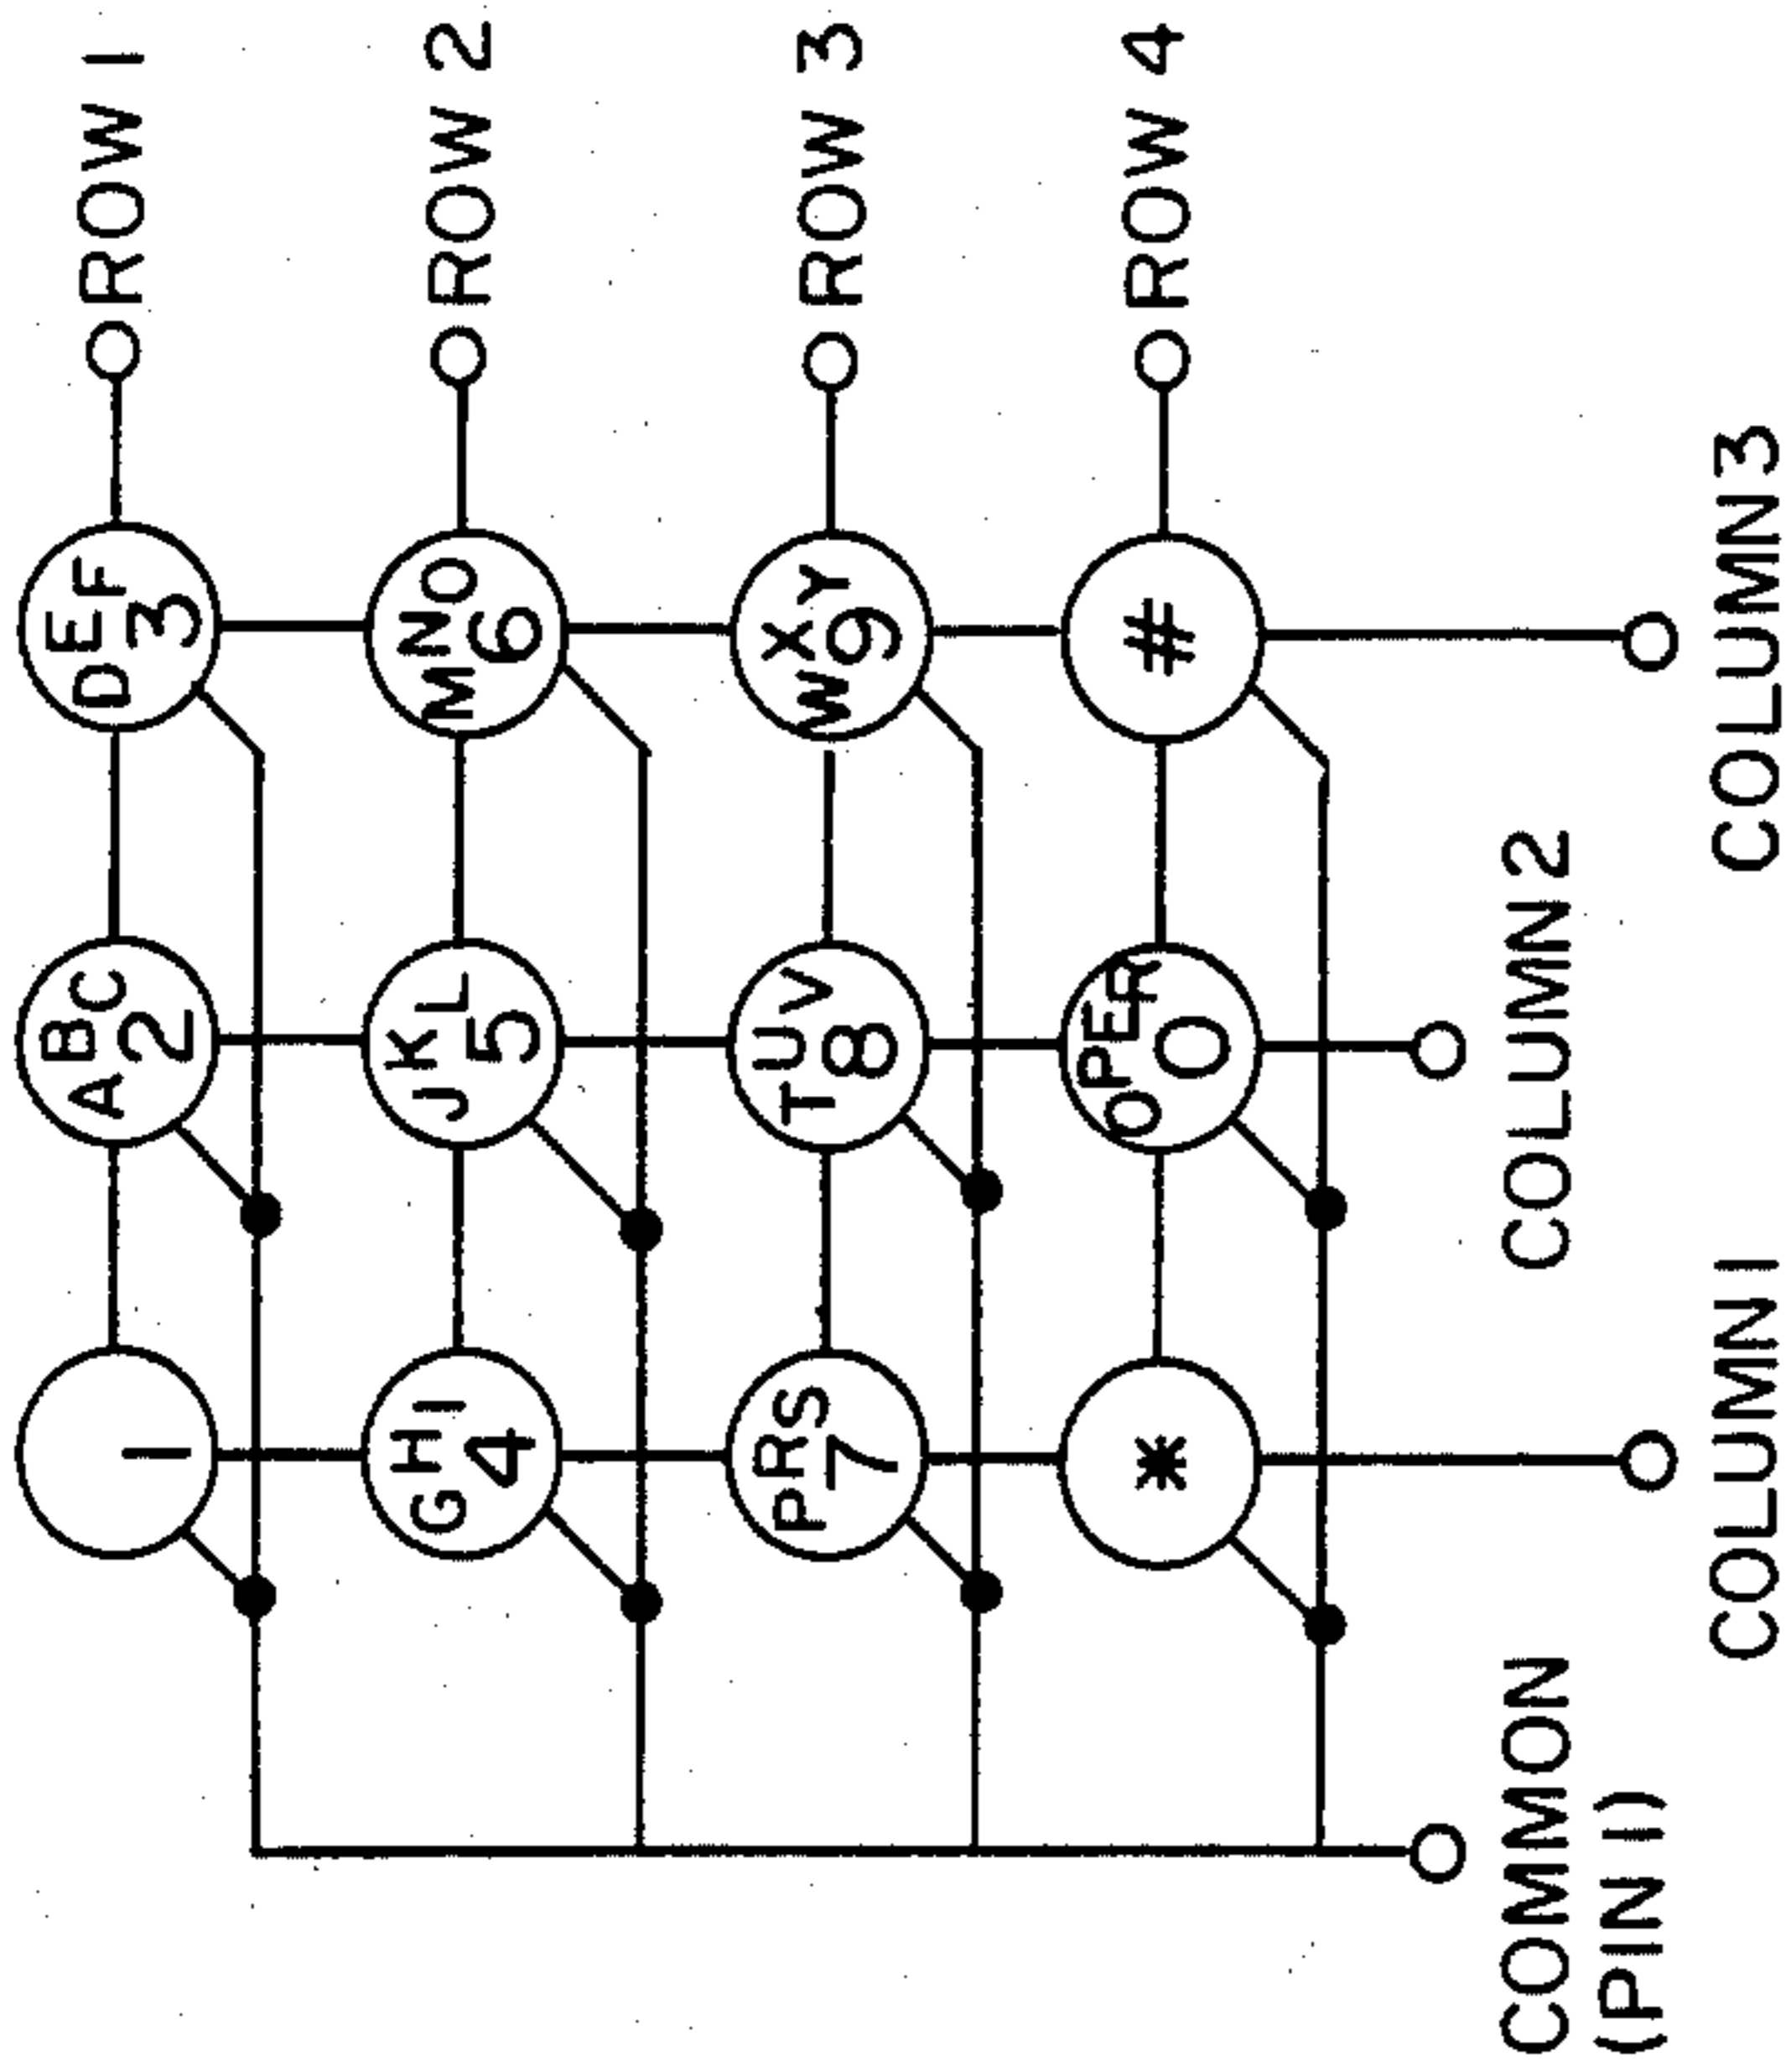 1
ABC
2
DEF
3
ROW 1
GHI
4
JKL
5
MNO
6
ROW 2
PRS
7
TUV
8
WXY
9
ROW 3
*
OPER
0
#
ROW 4
COMMON
(PIN 1)
COLUMN 1
COLUMN 2
COLUMN 3